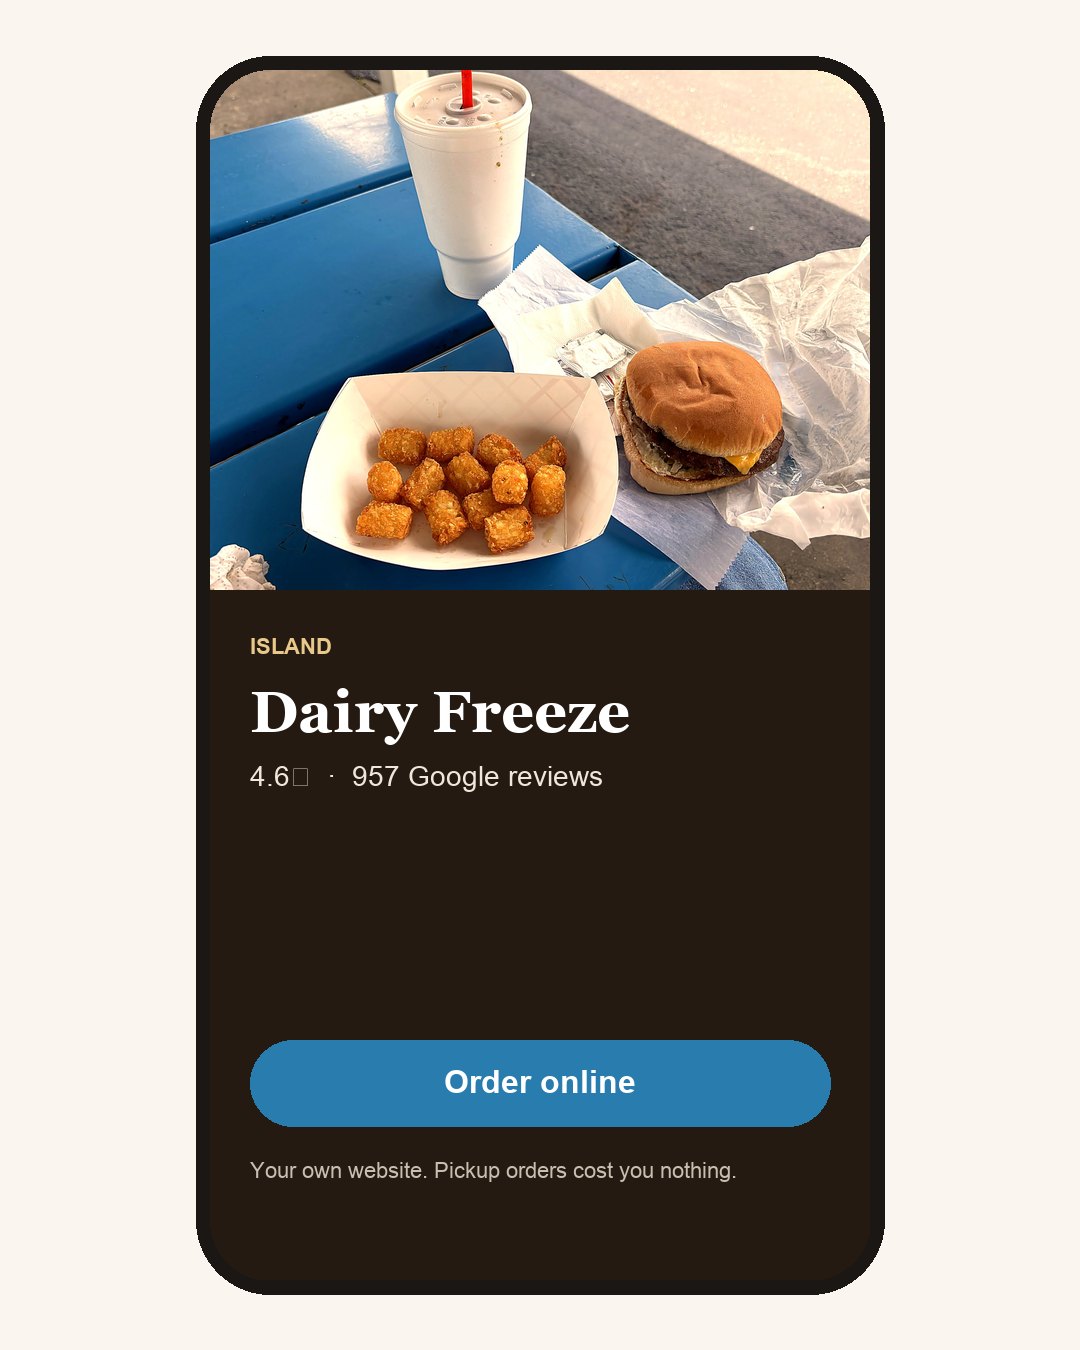 ISLAND
Dairy Freeze
4.6□ · 957 Google reviews
Order online
Your own website. Pickup orders cost you nothing.